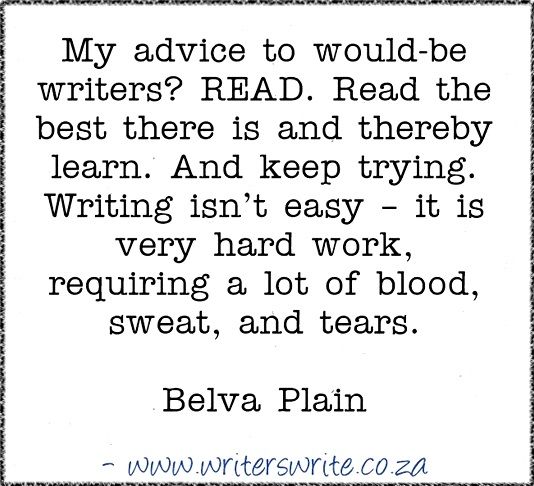 My advice to would-be
writers? READ. Read the
best there is and thereby
learn. And keep trying.
Writing isn't easy – it is
very hard work,
requiring a lot of blood,
sweat, and tears.
Belva Plain
- www.writerswrite.co.za